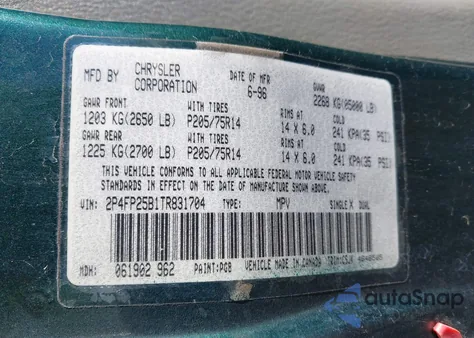 MFD BY CHRYSLER CORPORATION DATE OF MFR 6-96 GVWR 2268 KG(05000 LB)
GAWR FRONT WITH TIRES RIMS AT COLD
1203 KG(2650 LB) P205/75R14 14 X 6.0 241 KPA(35 PSI)
GAWR REAR WITH TIRES RIMS AT COLD
1225 KG(2700 LB) P205/75R14 14 X 6.0 241 KPA(35 PSI)
THIS VEHICLE CONFORMS TO ALL APPLICABLE FEDERAL MOTOR VEHICLE SAFETY
STANDARDS IN EFFECT ON THE DATE OF MANUFACTURE SHOWN ABOVE.
VIN: 2P4FP25B1TR831704 TYPE: MPV SINGLE X DUAL
MDH: 061902 962 PAINT:PGB VEHICLE MADE IN CANADA TRIM:
autoSnap